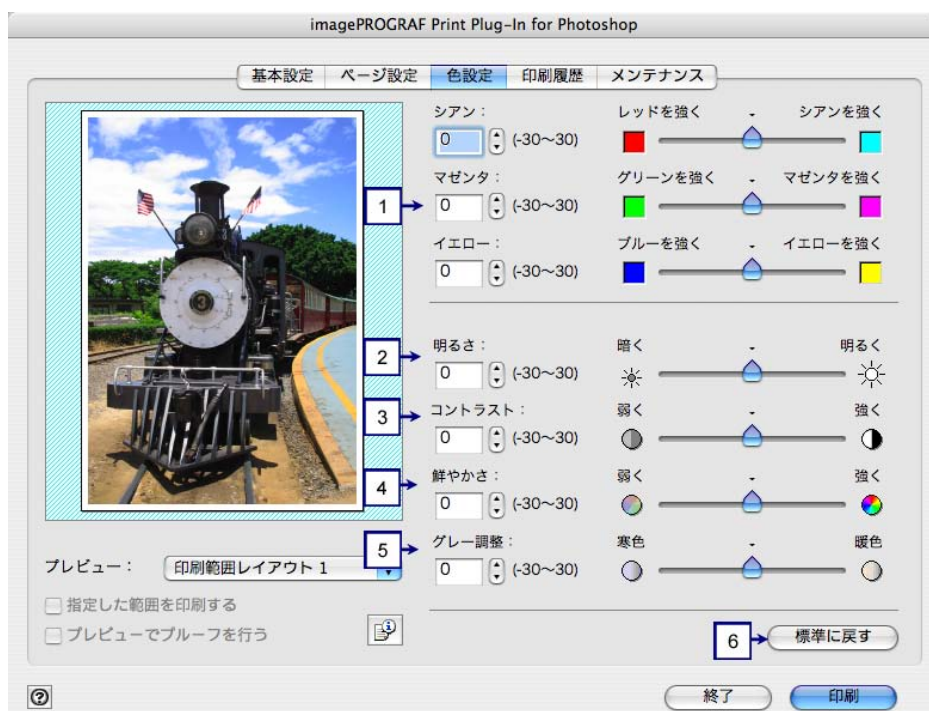 imagePROGRAF Print Plug-In for Photoshop
基本設定 ページ設定 色設定 印刷履歴 メンテナンス
シアン：
0 (-30～30)
レッドを強く - シアンを強く
1
マゼンタ：
0 (-30～30)
グリーンを強く - マゼンタを強く
イエロー：
0 (-30～30)
ブルーを強く - イエローを強く
2
明るさ：
0 (-30～30)
暗く - 明るく
3
コントラスト：
0 (-30～30)
弱く - 強く
4
鮮やかさ：
0 (-30～30)
弱く - 強く
5
グレー調整：
0 (-30～30)
寒色 - 暖色
3
プレビュー： 印刷範囲レイアウト 1
指定した範囲を印刷する
プレビューでプルーフを行う
6
標準に戻す
?
終了 印刷